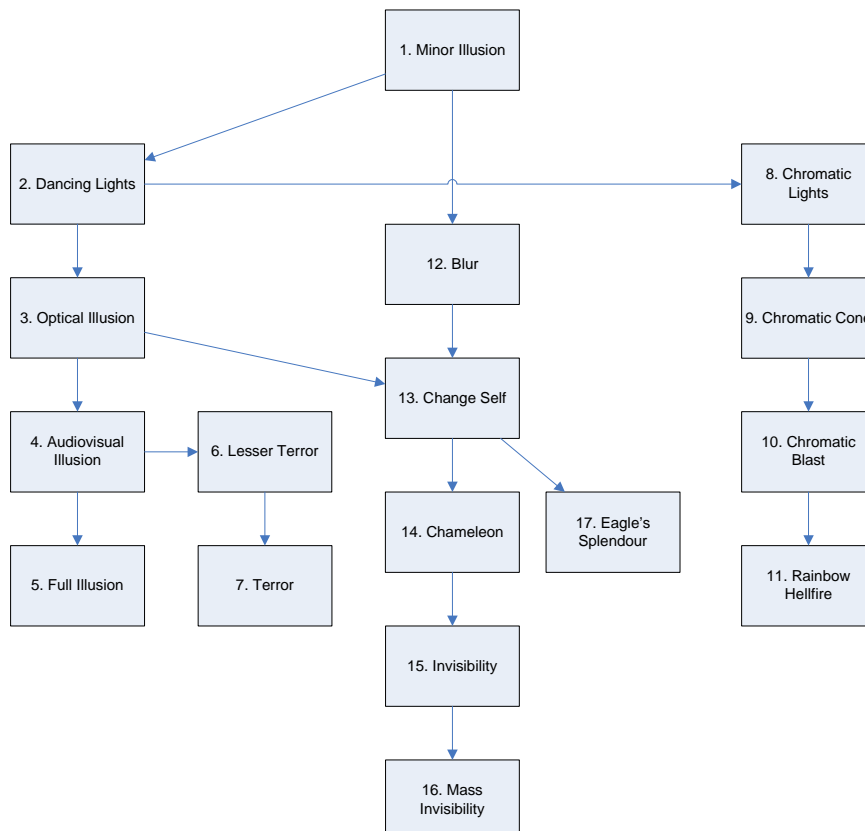 1. Minor Illusion
2. Dancing Lights
8. Chromatic
Lights
12. Blur
3. Optical Illusion
9. Chromatic Cone
13. Change Self
4. Audiovisual
Illusion
6. Lesser Terror
10. Chromatic
Blast
14. Chameleon
17. Eagle’s
Splendour
5. Full Illusion
7. Terror
11. Rainbow
Hellfire
15. Invisibility
16. Mass
Invisibility